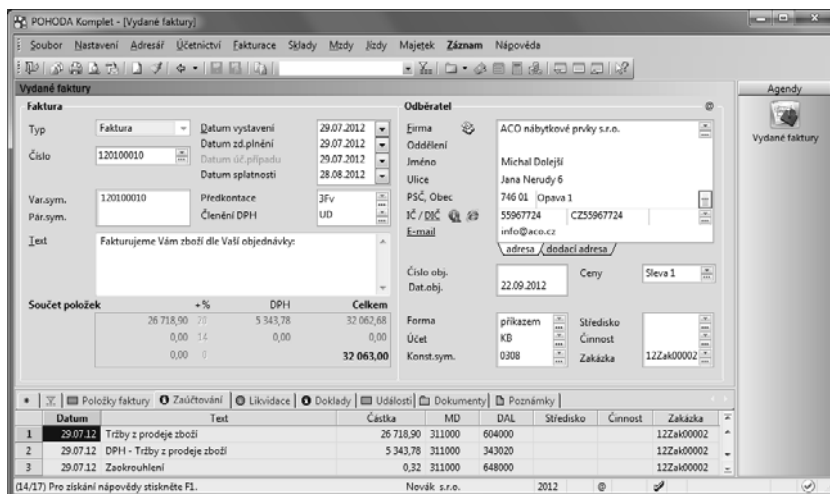 POHODA Komplet - [Vydané faktury]
Soubor Nastavení Adresář Účetnictví Fakturace Sklady Mzdy Jízdy Majetek Záznam Nápověda
Vydané faktury
Agendy
Vydané faktury
Faktura
Typ Faktura
Číslo 120100010
Datum vystavení 29.07.2012
Datum zd.plnění 29.07.2012
Datum úč.případu 29.07.2012
Datum splatnosti 28.08.2012
Var.sym. 120100010
Pár.sym.
Předkontace 3Fv
Členění DPH UD
Text Fakturujeme Vám zboží dle Vaší objednávky:
Součet položek +% DPH Celkem
26 718,90 20 5 343,78 32 062,68
0,00 14 0,00 0,00
0,00 0 32 063,00
Odběratel @
Firma ACO nábytkové prvky s.r.o.
Oddělení
Jméno Michal Dolejší
Ulice Jana Nerudy 6
PSČ, Obec 746 01 Opava 1
IČ / DIČ 55967724 CZ55967724
E-mail info@aco.cz
adresa dodací adresa
Číslo obj. Ceny Sleva 1
Dat.obj. 22.09.2012
Forma příkazem Středisko
Účet KB Činnost
Konst.sym. 0308 Zakázka 12Zak00002
Položky faktury Zaúčtování Likvidace Doklady Události Dokumenty Poznámky
Datum Text Částka MD DAL Středisko Činnost Zakázka
1 29.07.12 Tržby z prodeje zboží 26 718,90 311000 604000 12Zak00002
2 29.07.12 DPH - Tržby z prodeje zboží 5 343,78 311000 343020 12Zak00002
3 29.07.12 Zaokrouhlení 0,32 311000 648000 12Zak00002
(14/17) Pro získání nápovědy stiskněte F1. Novák s.r.o. 2012 @